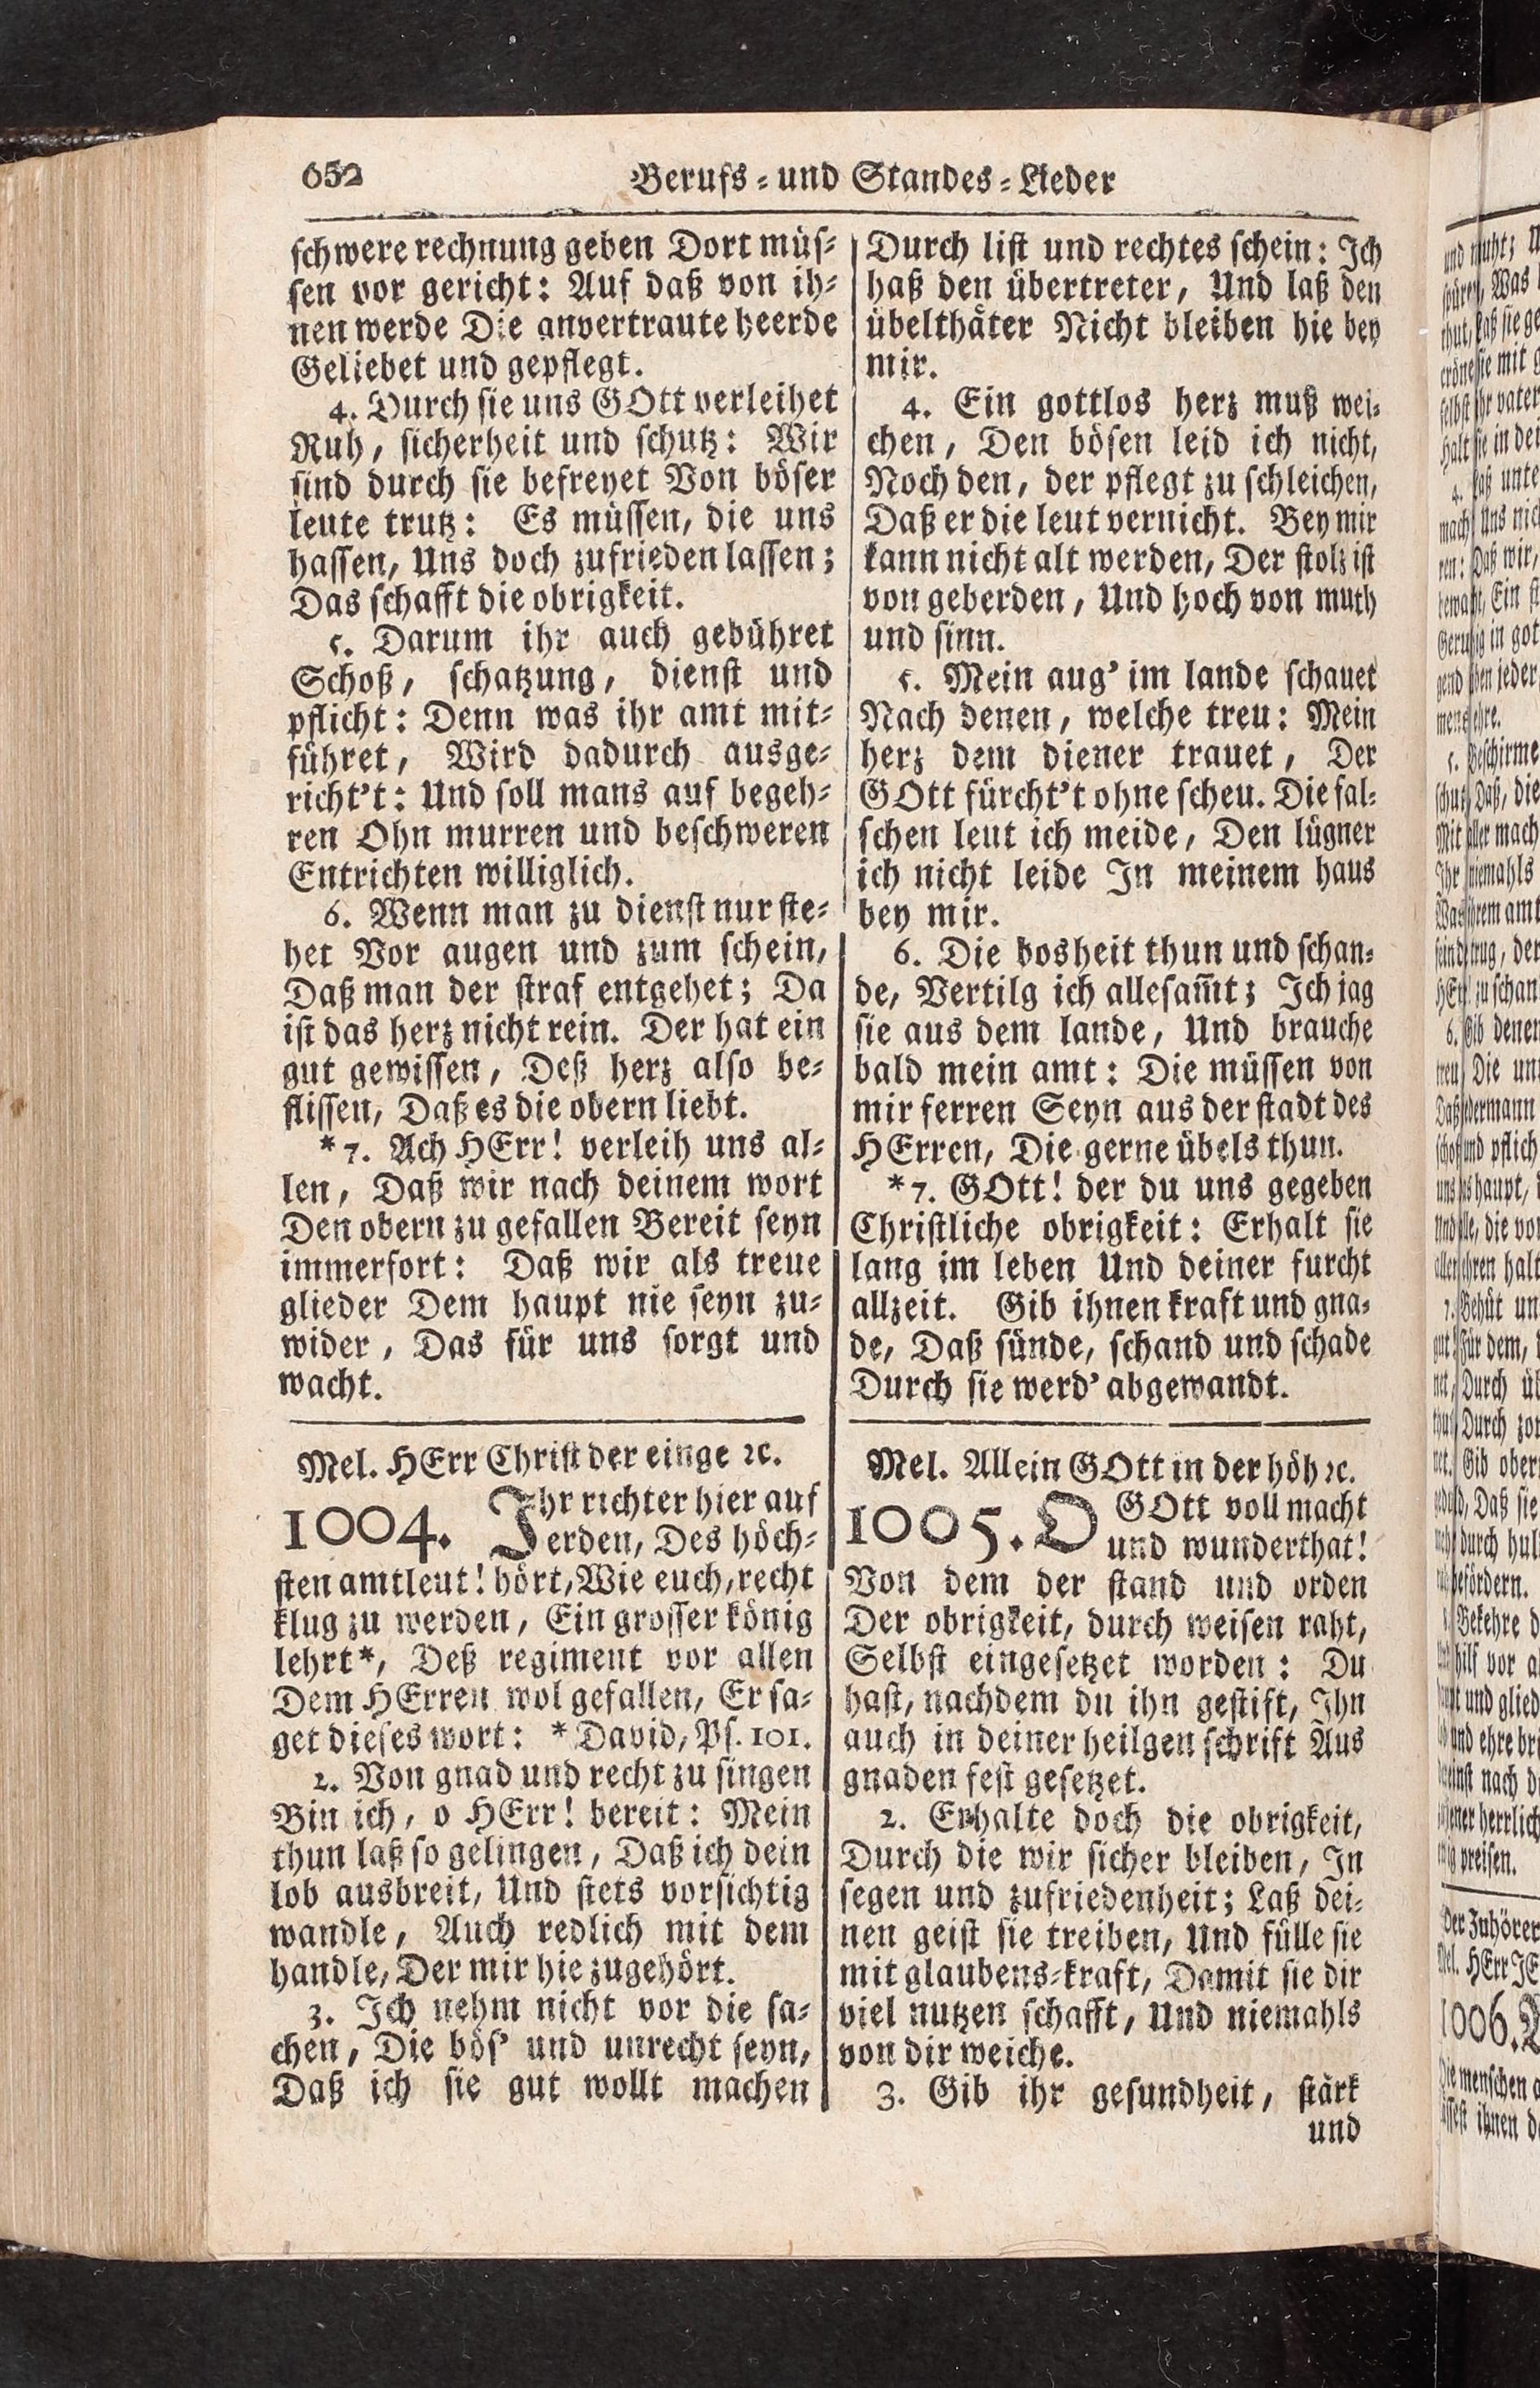 652
Berufs-und Standes-Lieder
schwere rechnung geben Dort müs-
sen vor gericht: Auf daß von ih-
nen werde Die anvertraute heerde
Geliebet und gepflegt.
4. Durch sie uns GOtt verleihet
Ruh, sicherheit und schutz: Wir
sind durch sie befreyet Von böser
leute trutz: Es müssen, die uns
hassen, Uns doch zufrieden lassen;
Das schafft die obrigkeit.
5. Darum ihr auch gebühret
Schoß, schatzung, dienst und
pflicht: Denn was ihr amt mit-
führet, Wird dadurch ausge-
richt't: Und soll mans auf begeh-
ren Ohn murren und beschweren
Entrichten williglich.
6. Wenn man zu dienst nur ste-
het Vor augen und zum schein,
Daß man der straf entgehet; Da
ist das herz nicht rein. Der hat ein
gut gewissen, Deß herz also be-
flissen, Daß es die obern liebt.
*7. Ach HErr! verleih uns al-
len, Daß wir nach deinem wort
Den obern zu gefallen Bereit seyn
immerfort: Daß wir als treue
glieder Dem haupt nie seyn zu-
wider, Das für uns sorgt und
wacht.
Mel. HErr Christ der einge ꝛc.
1004. Ihr richter hier auf
erden, Des höch-
sten amtleut! hört, Wie euch, recht
klug zu werden, Ein grosser könig
lehrt*, Deß regiment vor allen
Dem HErren wol gefallen, Er sa-
get dieses wort: *David, Ps. 101.
2. Von gnad und recht zu singen
Bin ich, o HErr! bereit: Mein
thun laß so gelingen, Daß ich dein
lob ausbreit, Und stets vorsichtig
wandle, Auch redlich mit dem
handle, Der mir hie zugehört.
3. Ich nehm nicht vor die sa-
chen, Die bös' und unrecht seyn,
Daß ich sie gut wollt machen
Durch list und rechtes schein: Ich
haß den übertreter, Und laß den
übelthäter Nicht bleiben hie bey
mir.
4. Ein gottlos herz muß wei-
chen, Den bösen leid ich nicht,
Noch den, der pflegt zu schleichen,
Daß er die leut vernicht. Bey mir
kann nicht alt werden, Der stolz ist
von geberden, Und hoch von muth
und sinn.
5. Mein aug' im lande schauet
Nach denen, welche treu: Mein
herz dem diener trauet, Der
GOtt fürcht't ohne scheu. Die fal-
schen leut ich meide, Den lügner
ich nicht leide In meinem haus
bey mir.
6. Die bosheit thun und schan-
de, Vertilg ich allesam̃t; Ich jag
sie aus dem lande, Und brauche
bald mein amt: Die müssen von
mir ferren Seyn aus der stadt des
HErren, Die gerne übels thun.
*7. GOtt! der du uns gegeben
Christliche obrigkeit: Erhalt sie
lang im leben Und deiner furcht
allzeit. Gib ihnen kraft und gna-
de, Daß sünde, schand und schade
Durch sie werd' abgewandt.
Mel. Allein GOtt in der höh ꝛc.
1005. O GOtt voll macht
und wunderthat!
Von dem der stand und orden
Der obrigkeit, durch weisen raht,
Selbst eingesetzet worden: Du
hast, nachdem du ihn gestift, Ihn
auch in deiner heilgen schrift Aus
gnaden fest gesetzet.
2. Erhalte doch die obrigkeit,
Durch die wir sicher bleiben, In
segen und zufriedenheit; Laß dei-
nen geist sie treiben, Und fülle sie
mit glaubens-kraft, Damit sie dir
viel nutzen schafft, Und niemahls
von dir weiche.
3. Gib ihr gesundheit, stärk
und